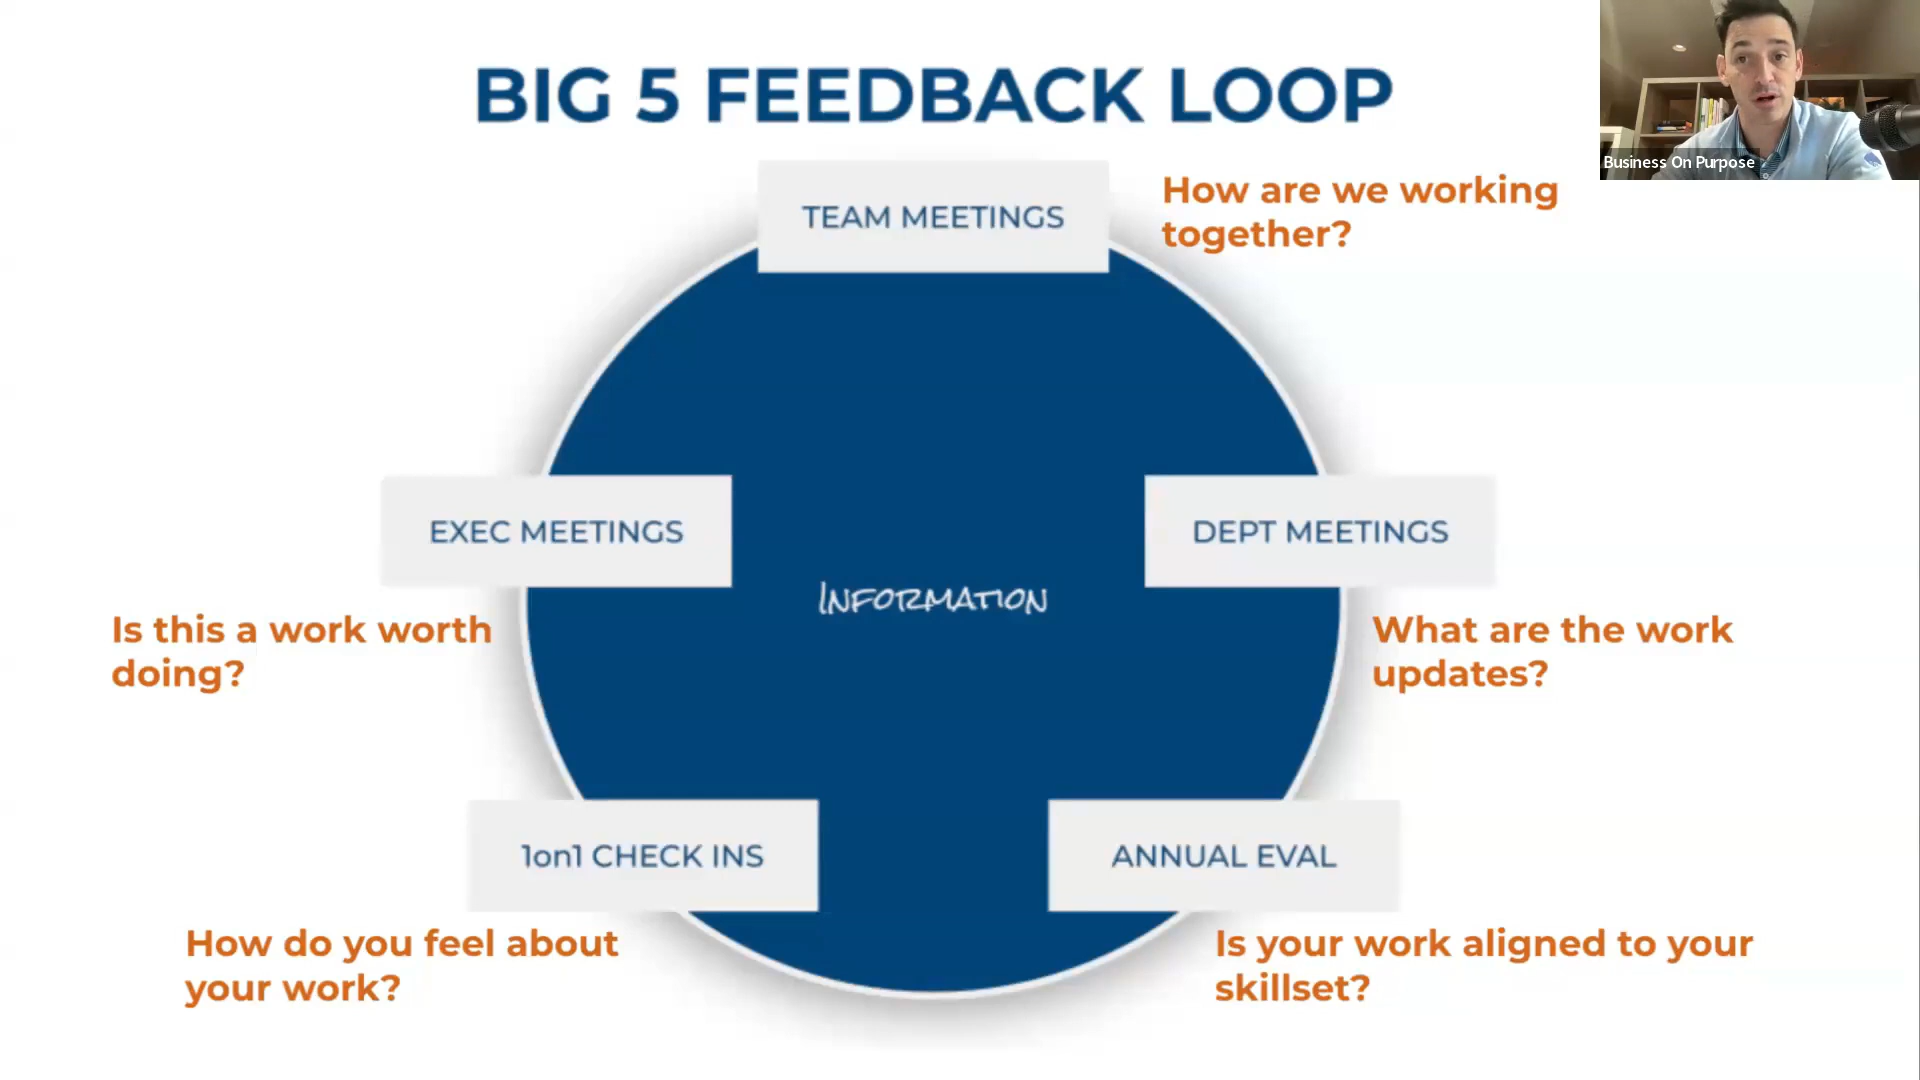 BIG 5 FEEDBACK LOOP
Business On Purpose
TEAM MEETINGS
How are we working
together?
EXEC MEETINGS
DEPT MEETINGS
INFORMATION
Is this a work worth
doing?
What are the work
updates?
1on1 CHECK INS
ANNUAL EVAL
How do you feel about
your work?
Is your work aligned to your
skillset?